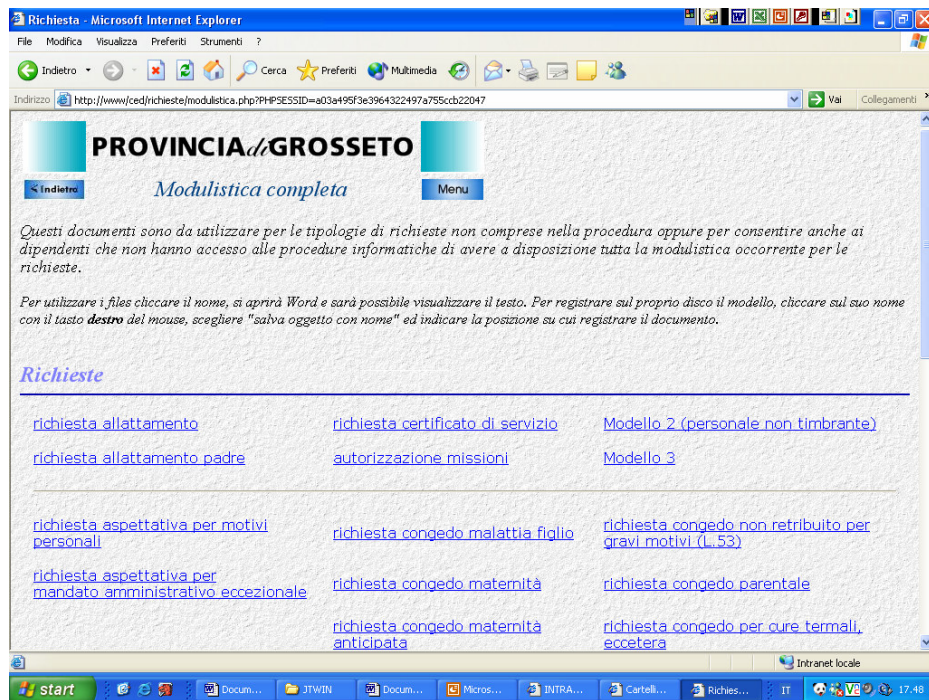 Richiesta - Microsoft Internet Explorer
File Modifica Visualizza Preferiti Strumenti ?
Indietro Cerca Preferiti Multimedia
Indirizzo http://www/ced/richieste/modulistica.php?PHPSESSID=a03a495f3e3964322497a755ccb22047 Vai Collegamenti
PROVINCIA di GROSSETO
< Indietro Modulistica completa Menu
Questi documenti sono da utilizzare per le tipologie di richieste non comprese nella procedura oppure per consentire anche ai
dipendenti che non hanno accesso alle procedure informatiche di avere a disposizione tutta la modulistica occorrente per le
richieste.
Per utilizzare i files cliccare il nome, si aprirà Word e sarà possibile visualizzare il testo. Per registrare sul proprio disco il modello, cliccare sul suo nome
con il tasto destro del mouse, scegliere "salva oggetto con nome" ed indicare la posizione su cui registrare il documento.
Richieste
richiesta allattamento richiesta certificato di servizio Modello 2 (personale non timbrante)
richiesta allattamento padre autorizzazione missioni Modello 3
richiesta aspettativa per motivi
personali
richiesta congedo malattia figlio
richiesta congedo non retribuito per
gravi motivi (L.53)
richiesta aspettativa per
mandato amministrativo eccezionale
richiesta congedo maternità
richiesta congedo parentale
richiesta congedo maternità
anticipata
richiesta congedo per cure termali,
eccetera
Intranet locale
start Docum... JTWIN Docum... Micros... INTRA... Cartell... Richies... IT 17.48